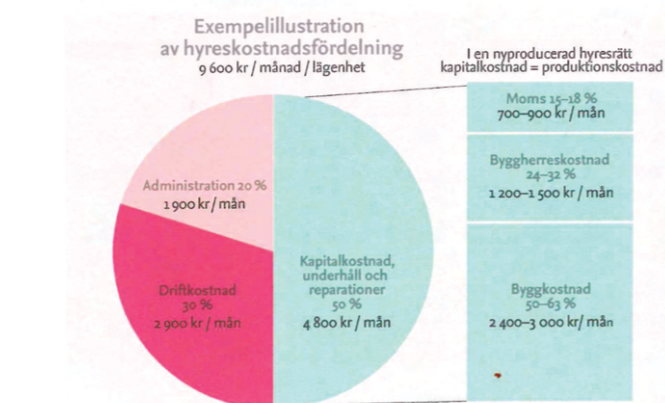 Exempelillustration
av hyreskostnadsfördelning
9 600 kr / månad / lägenhet
I en nyproducerad hyresrätt
kapitalkostnad = produktionskostnad
Moms 15–18 %
700–900 kr / mån
Byggherreskostnad
24–32 %
1 200–1 500 kr / mån
Administration 20 %
1 900 kr / mån
Kapitalkostnad,
underhåll och
reparationer
50 %
4 800 kr / mån
Driftkostnad
30 %
2 900 kr / mån
Byggkostnad
50–63 %
2 400–3 000 kr/ mån